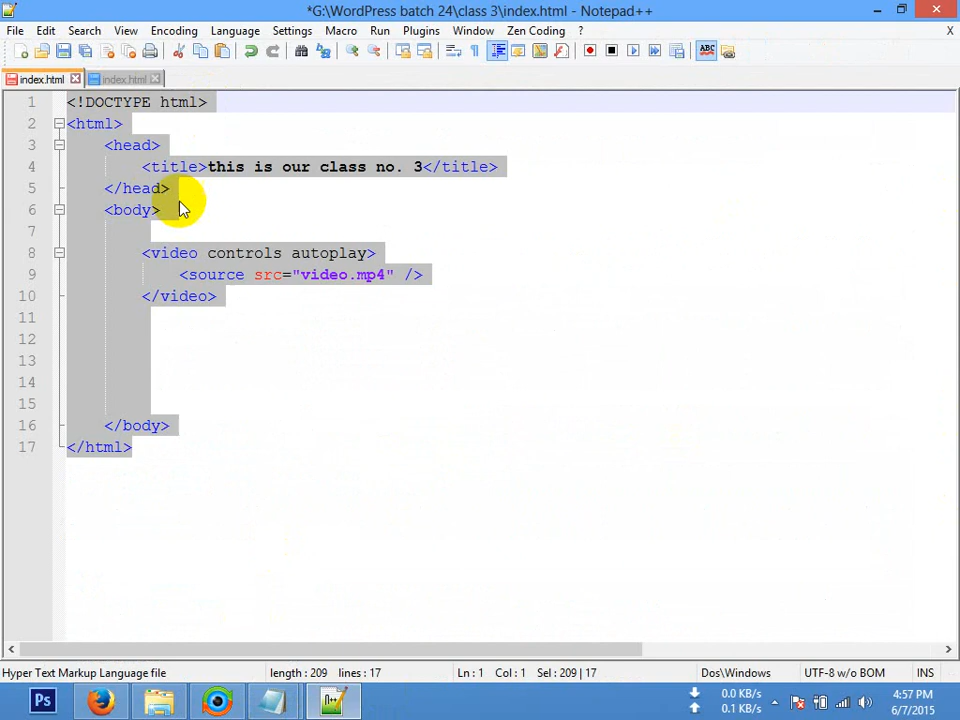 *G:\WordPress batch 24\class 3\index.html - Notepad++
File Edit Search View Encoding Language Settings Macro Run Plugins Window Zen Coding ? X
ABC
index.html index.html
1 <!DOCTYPE html>
2 <html>
3 <head>
4 <title>this is our class no. 3</title>
5 </head>
6 <body>
7
8 <video controls autoplay>
9 <source src="video.mp4" />
10 </video>
11
12
13
14
15
16 </body>
17 </html>
Hyper Text Markup Language file length : 209 lines : 17 Ln : 1 Col : 1 Sel : 209 | 17 Dos\Windows UTF-8 w/o BOM INS
Ps N++ 0.0 KB/s 4:57 PM
0.1 KB/s 6/7/2015